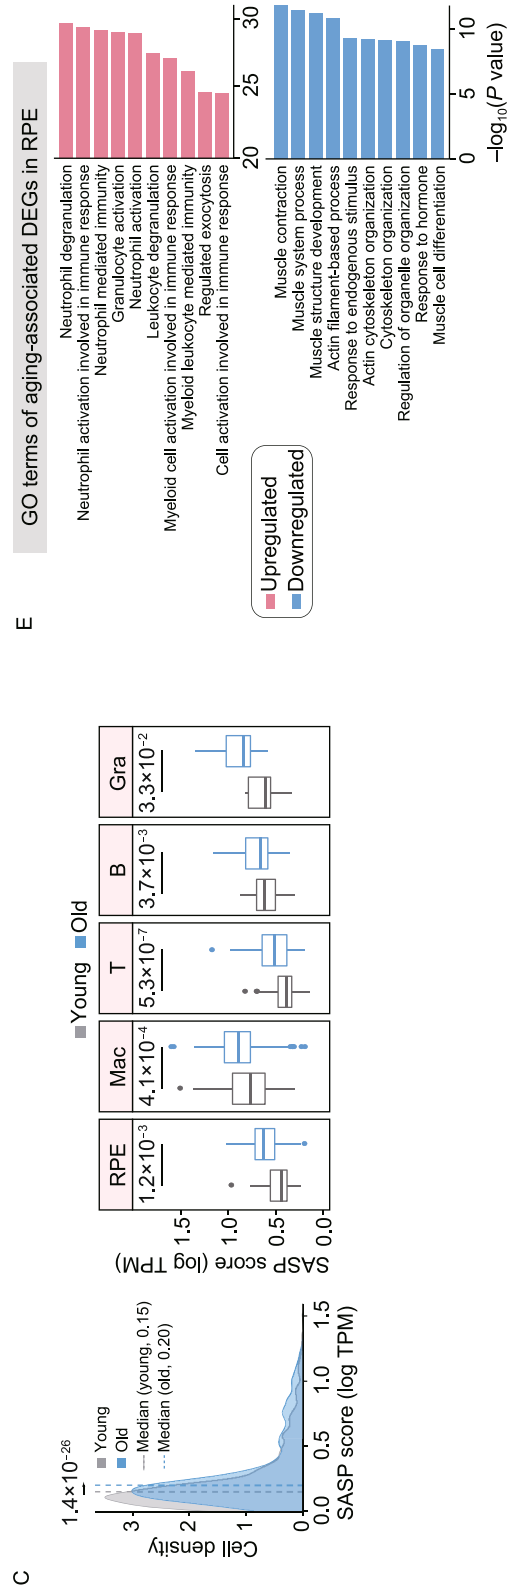 C
1.4×10⁻²⁶
Young
Old
Median (young, 0.15)
Median (old, 0.20)
Cell density
3
2
1
0
0.0
0.5
1.0
1.5
SASP score (log TPM)
Young
Old
RPE
Mac
T
B
Gra
1.2×10⁻³
4.1×10⁻⁴
5.3×10⁻⁷
3.7×10⁻³
3.3×10⁻²
SASP score (log TPM)
1.5
1.0
0.5
0.0
E
GO terms of aging-associated DEGs in RPE
Neutrophil degranulation
Neutrophil activation involved in immune response
Neutrophil mediated immunity
Granulocyte activation
Neutrophil activation
Leukocyte degranulation
Myeloid cell activation involved in immune response
Myeloid leukocyte mediated immunity
Regulated exocytosis
Cell activation involved in immune response
20
25
30
Upregulated
Downregulated
Muscle contraction
Muscle system process
Muscle structure development
Actin filament-based process
Response to endogenous stimulus
Actin cytoskeleton organization
Cytoskeleton organization
Regulation of organelle organization
Response to hormone
Muscle cell differentiation
0
5
10
–log₁₀(P value)